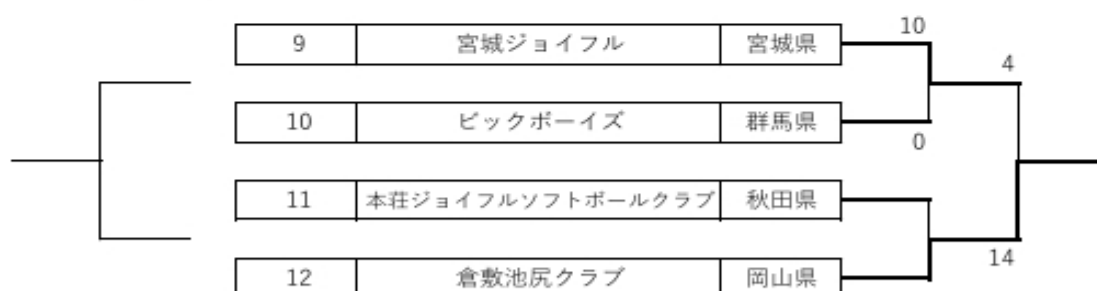 10
9 宮城ジョイフル 宮城県
4
10 ビックボーイズ 群馬県
0
11 本荘ジョイフルソフトボールクラブ 秋田県
14
12 倉敷池尻クラブ 岡山県